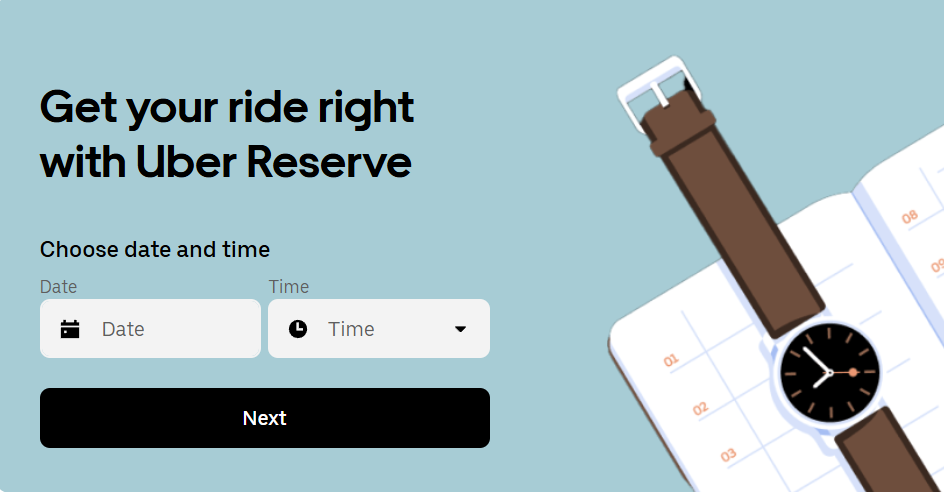 Get your ride right
with Uber Reserve
Choose date and time
Date
Time
Date
Time
Next
01
02
03
08
09